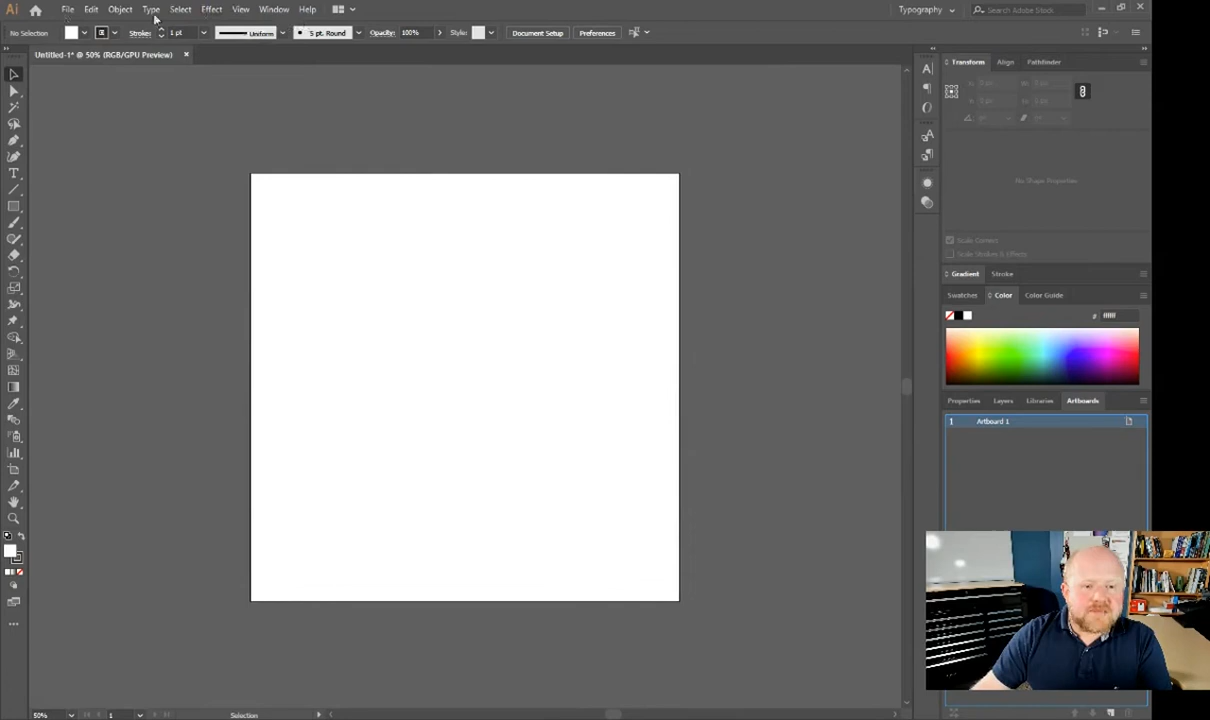 Ai File Edit Object Type Select Effect View Window Help Typography Search Adobe Stock
No Selection Stroke: 1 pt Uniform 5 pt. Round Opacity: 100% Style: Document Setup Preferences
Untitled-1* @ 50% (RGB/GPU Preview)
Transform Align Pathfinder
No Shape Properties
Scale Corners
Scale Strokes & Effects
Gradient Stroke
Swatches Color Color Guide
# ffffff
Properties Layers Libraries Artboards
1 Artboard 1
50% 1 Selection